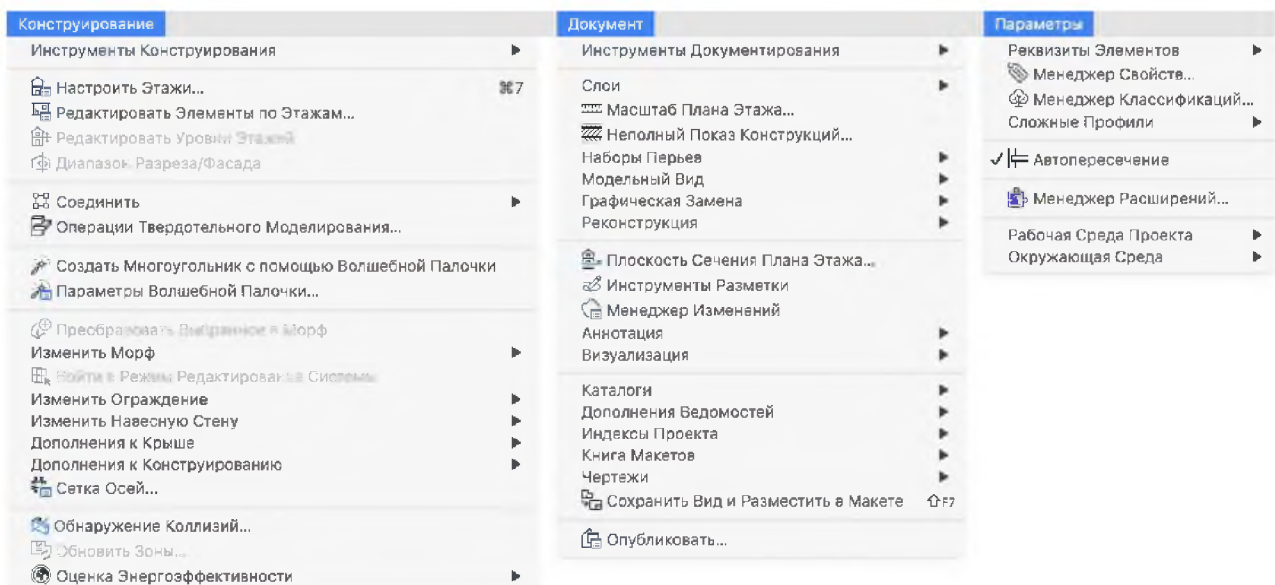 Конструирование
Инструменты Конструирования
Настроить Этажи... ⌘7
Редактировать Элементы по Этажам...
Редактировать Уровни Этажей
Диапазон Разреза/Фасада
Соединить
Операции Твердотельного Моделирования...
Создать Многоугольник с помощью Волшебной Палочки
Параметры Волшебной Палочки...
Преобразовать Выбранное в Морф
Изменить Морф
Войти в Режим Редактирования Системы
Изменить Ограждение
Изменить Навесную Стену
Дополнения к Крыше
Дополнения к Конструированию
Сетка Осей...
Обнаружение Коллизий...
Обновить Зоны...
Оценка Энергоэффективности
Документ
Инструменты Документирования
Слои
Масштаб Плана Этажа...
Неполный Показ Конструкций...
Наборы Перьев
Модельный Вид
Графическая Замена
Реконструкция
Плоскость Сечения Плана Этажа...
Инструменты Разметки
Менеджер Изменений
Аннотация
Визуализация
Каталоги
Дополнения Ведомостей
Индексы Проекта
Книга Макетов
Чертежи
Сохранить Вид и Разместить в Макете ⇧F7
Опубликовать...
Параметры
Реквизиты Элементов
Менеджер Свойств...
Менеджер Классификаций...
Сложные Профили
✓ Автопересечение
Менеджер Расширений...
Рабочая Среда Проекта
Окружающая Среда